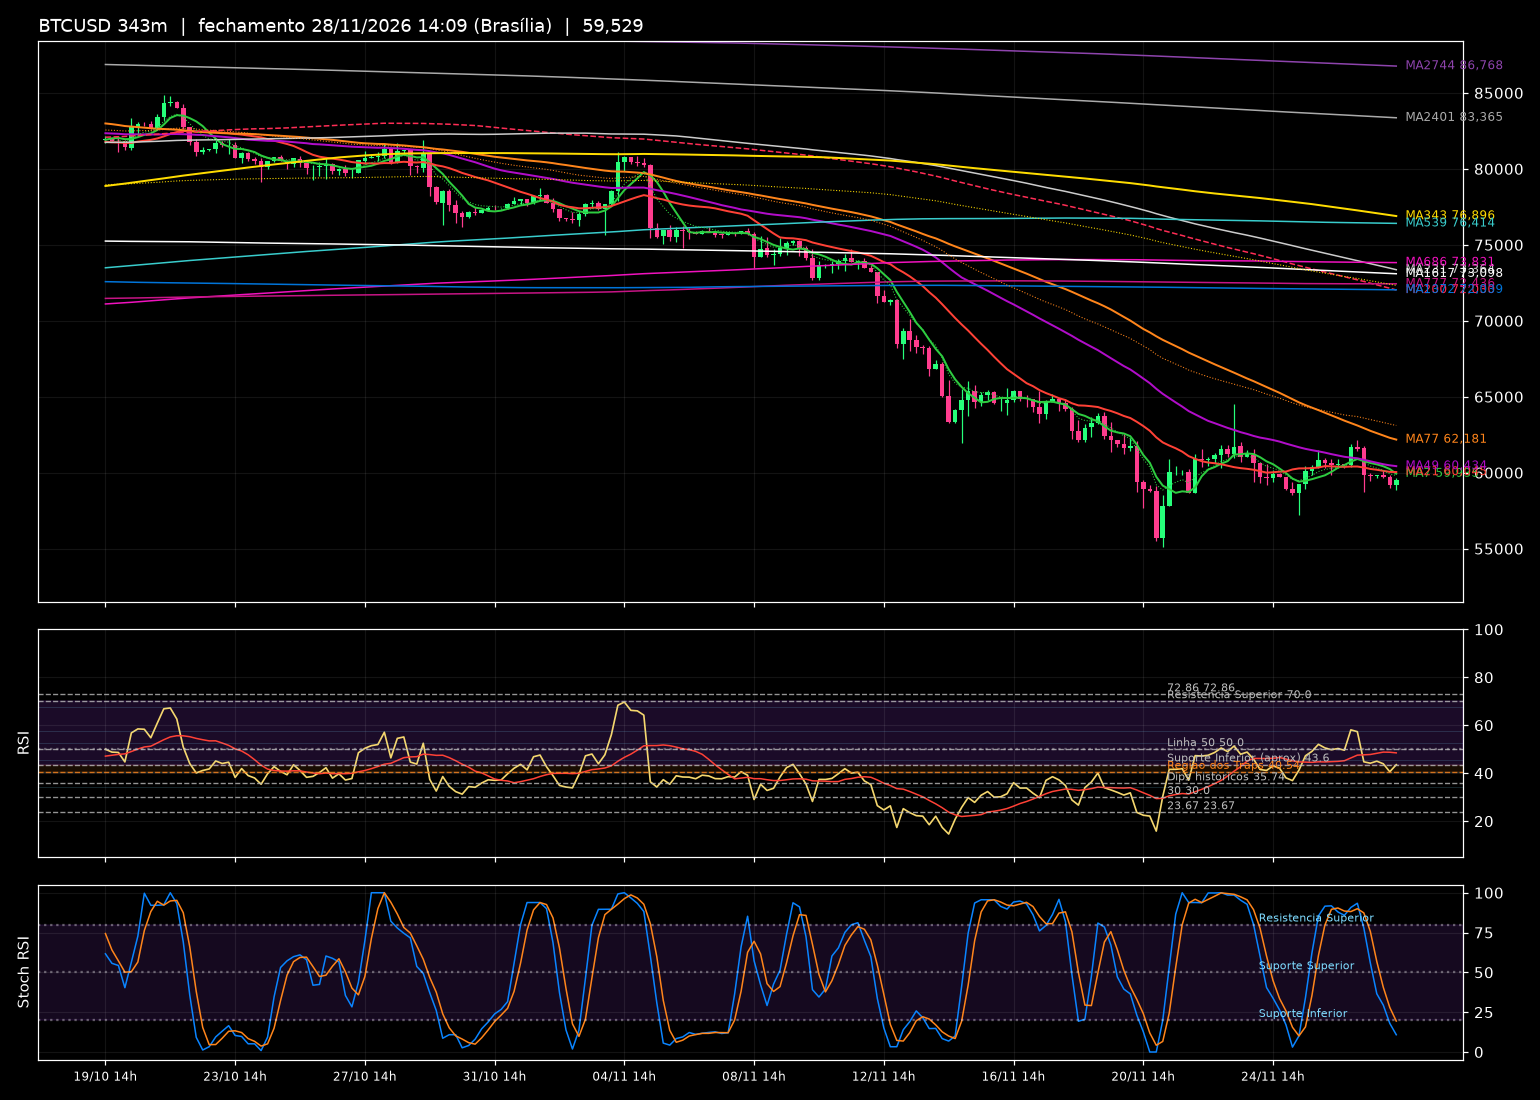 BTCUSD 343m | fechamento 28/11/2026 14:09 (Brasília) | 59,529
MA2744 86,768
85000
MA2401 83,365
80000
MA343 76,896
MA539 76,414
75000
MA686 73,831
MA1617 73,098
MA2002 72,009
70000
65000
MA77 62,181
MA49 60,434
60000
55000
RSI
100
80
72.86 72.86
Resistencia Superior 70.0
60
Linha 50 50.0
Suporte Inferior (aprox) 43.6
40
Dips historicos 35.74
30 30.0
23.67 23.67
20
Stoch RSI
100
Resistencia Superior
75
Suporte Superior
50
25
Suporte Inferior
0
19/10 14h
23/10 14h
27/10 14h
31/10 14h
04/11 14h
08/11 14h
12/11 14h
16/11 14h
20/11 14h
24/11 14h